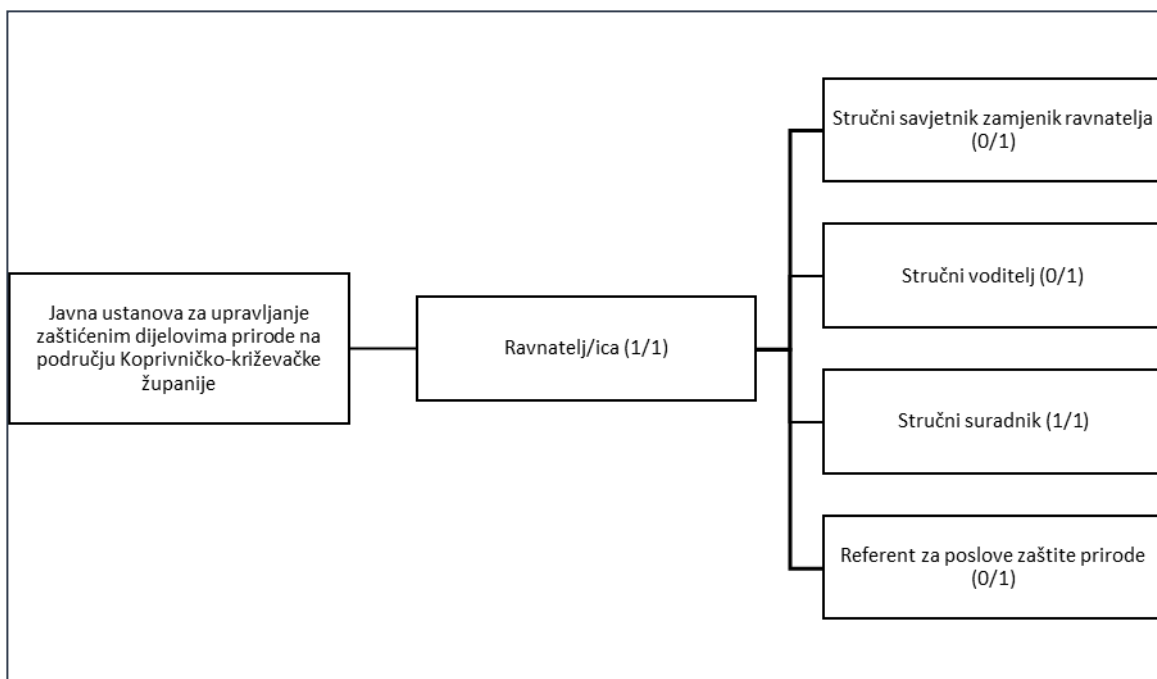 Javna ustanova za upravljanje
zaštićenim dijelovima prirode na
području Koprivničko-križevačke
županije
Ravnatelj/ica (1/1)
Stručni savjetnik zamjenik ravnatelja
(0/1)
Stručni voditelj (0/1)
Stručni suradnik (1/1)
Referent za poslove zaštite prirode
(0/1)